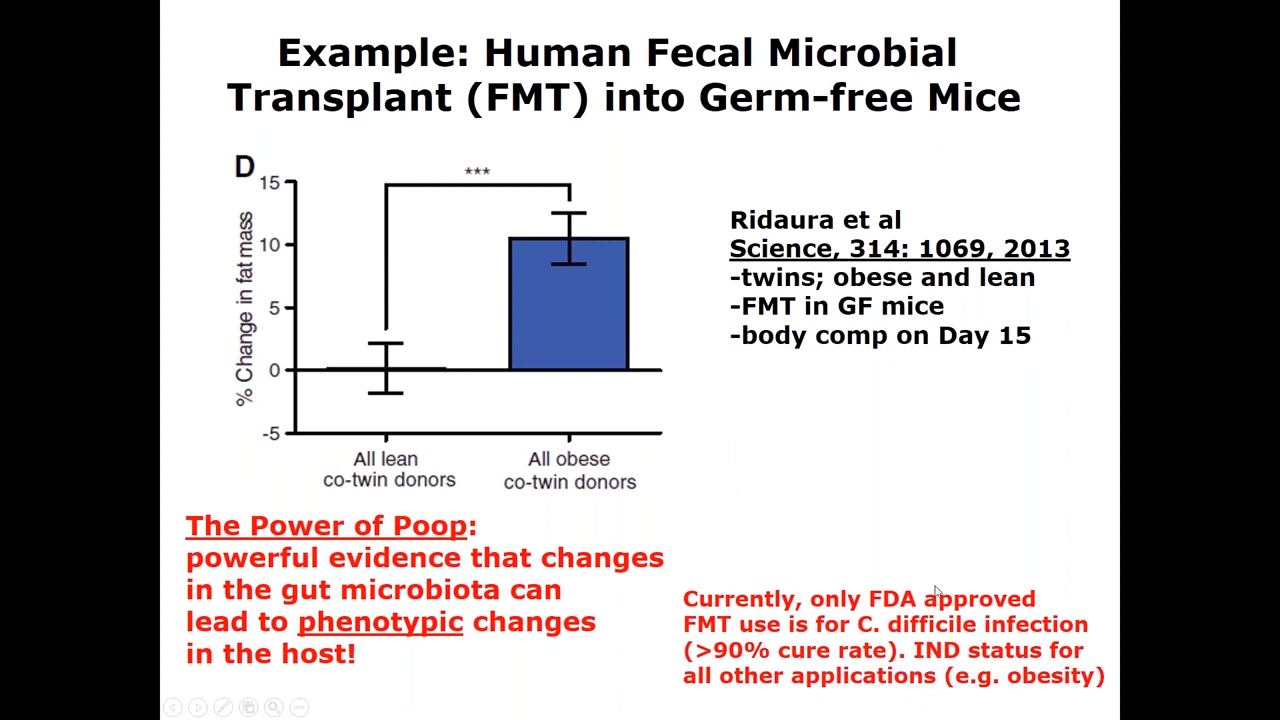 Example: Human Fecal Microbial
Transplant (FMT) into Germ-free Mice
D
***
15
10
5
0
-5
% Change in fat mass
All lean
co-twin donors
All obese
co-twin donors
Ridaura et al
Science, 314: 1069, 2013
-twins; obese and lean
-FMT in GF mice
-body comp on Day 15
The Power of Poop:
powerful evidence that changes
in the gut microbiota can
lead to phenotypic changes
in the host!
Currently, only FDA approved
FMT use is for C. difficile infection
(>90% cure rate). IND status for
all other applications (e.g. obesity)